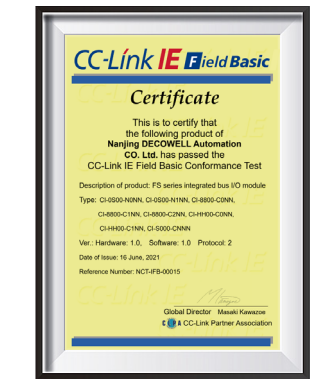 CC-Link IE Field Basic
Certificate
This is to certify that
the following product of
Nanjing DECOWELL Automation
CO. Ltd. has passed the
CC-Link IE Field Basic Conformance Test
Description of product: FS series integrated bus I/O module
Type: CI-0S00-N0NN, CI-0S00-N1NN, CI-8800-C0NN,
CI-8800-C1NN, CI-8800-C2NN, CI-HH00-C0NN,
CI-HH00-C1NN, CI-S000-CNNN
Ver.: Hardware: 1.0, Software: 1.0 Protocol: 2
Date of Issue: 16 June, 2021
Reference Number: NCT-IFB-00015
Global Director Masaki Kawazoe
CC-Link Partner Association